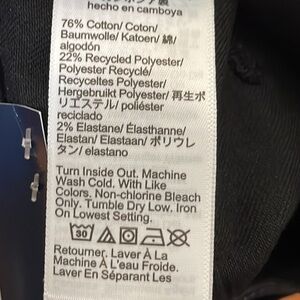 hecho en camboya
76% Cotton/ Coton/
Baumwolle/ Katoen/ 綿/
algodón
22% Recycled Polyester/
Polyester Recyclé/
Recyceltes Polyester/
Hergebruikt Polyester/ 再生ポ
リエステル/ poliéster
reciclado
2% Elastane/ Élasthanne/
Elastan/ Elastaan/ ポリウレ
タン/ elastano
Turn Inside Out. Machine
Wash Cold. With Like
Colors. Non-chlorine Bleach
Only. Tumble Dry Low. Iron
On Lowest Setting.
30
Retourner. Laver À La
Machine À L'eau Froide.
Laver En Séparant Les